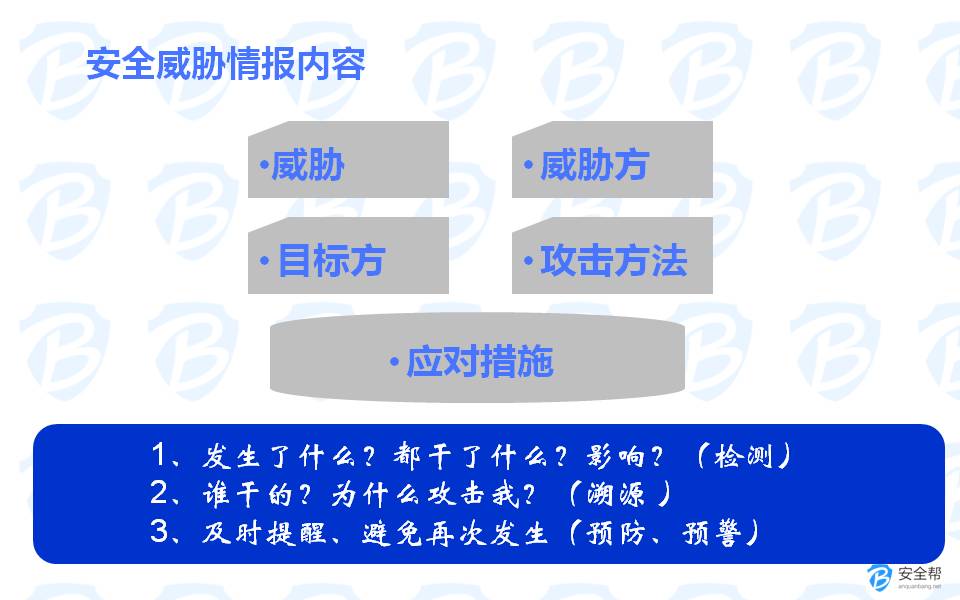 安全威胁情报内容
•威胁
•威胁方
•目标方
•攻击方法
•应对措施
1、发生了什么？都干了什么？影响？（检测）
2、谁干的？为什么攻击我？（溯源）
3、及时提醒、避免再次发生（预防、预警）
安全帮
anquanbang.net